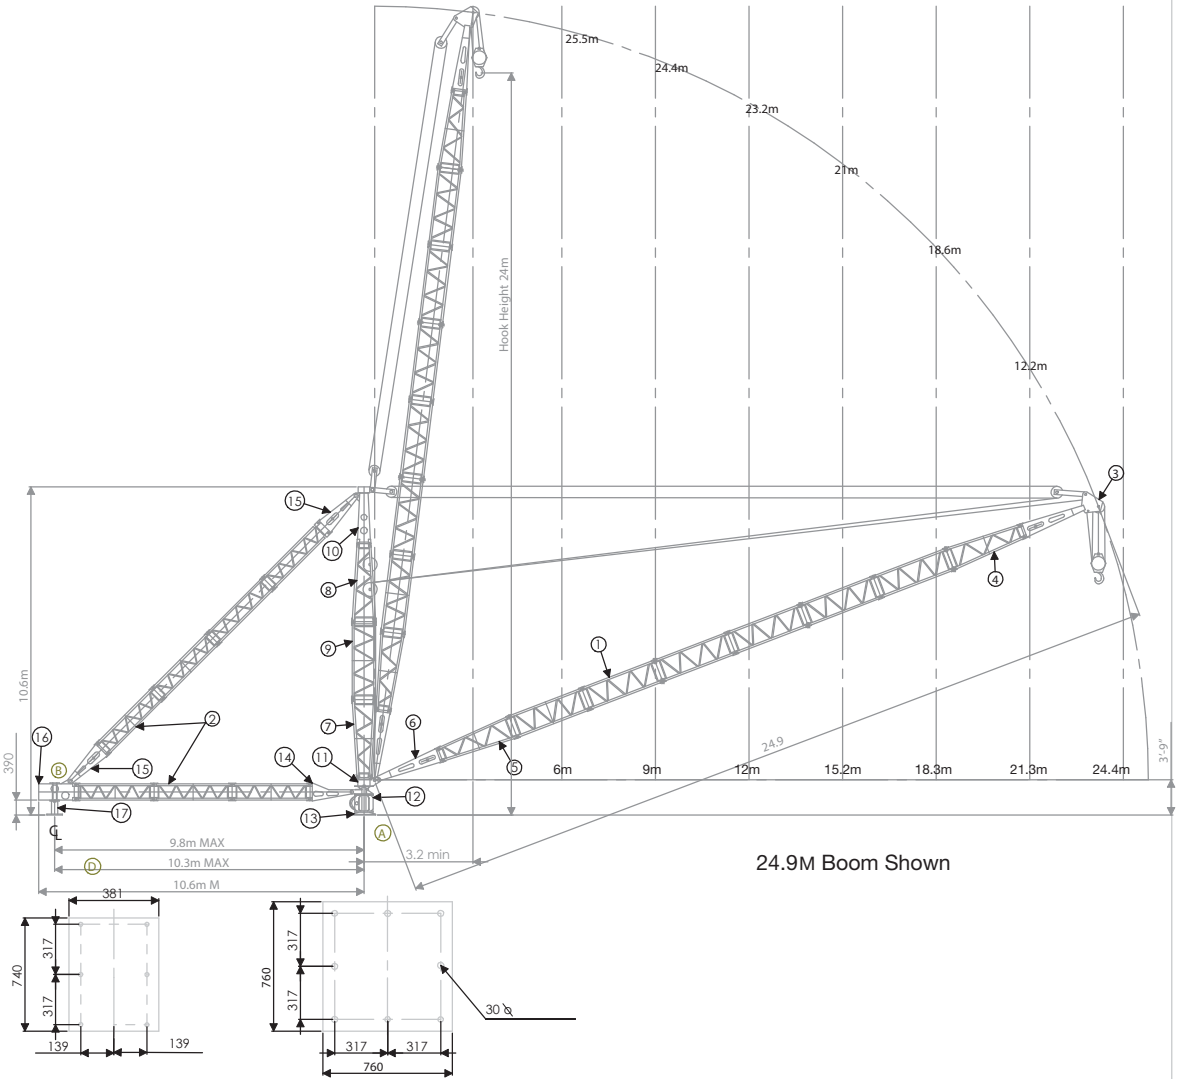 25.5m
24.4m
23.2m
21m
18.6m
12.2m
Hook Height 24m
3
15
10
8
4
9
1
10.6m
2
7
6
16
B
15
14
11
5
24.9
390
6m
9m
12m
15.2m
18.3m
21.3m
24.4m
3'-9"
17
12
13
CL
A
9.8m MAX
3.2 min
10.3m MAX
D
24.9M Boom Shown
10.6m M
381
740
317
317
139
139
760
317
317
30
317
317
760